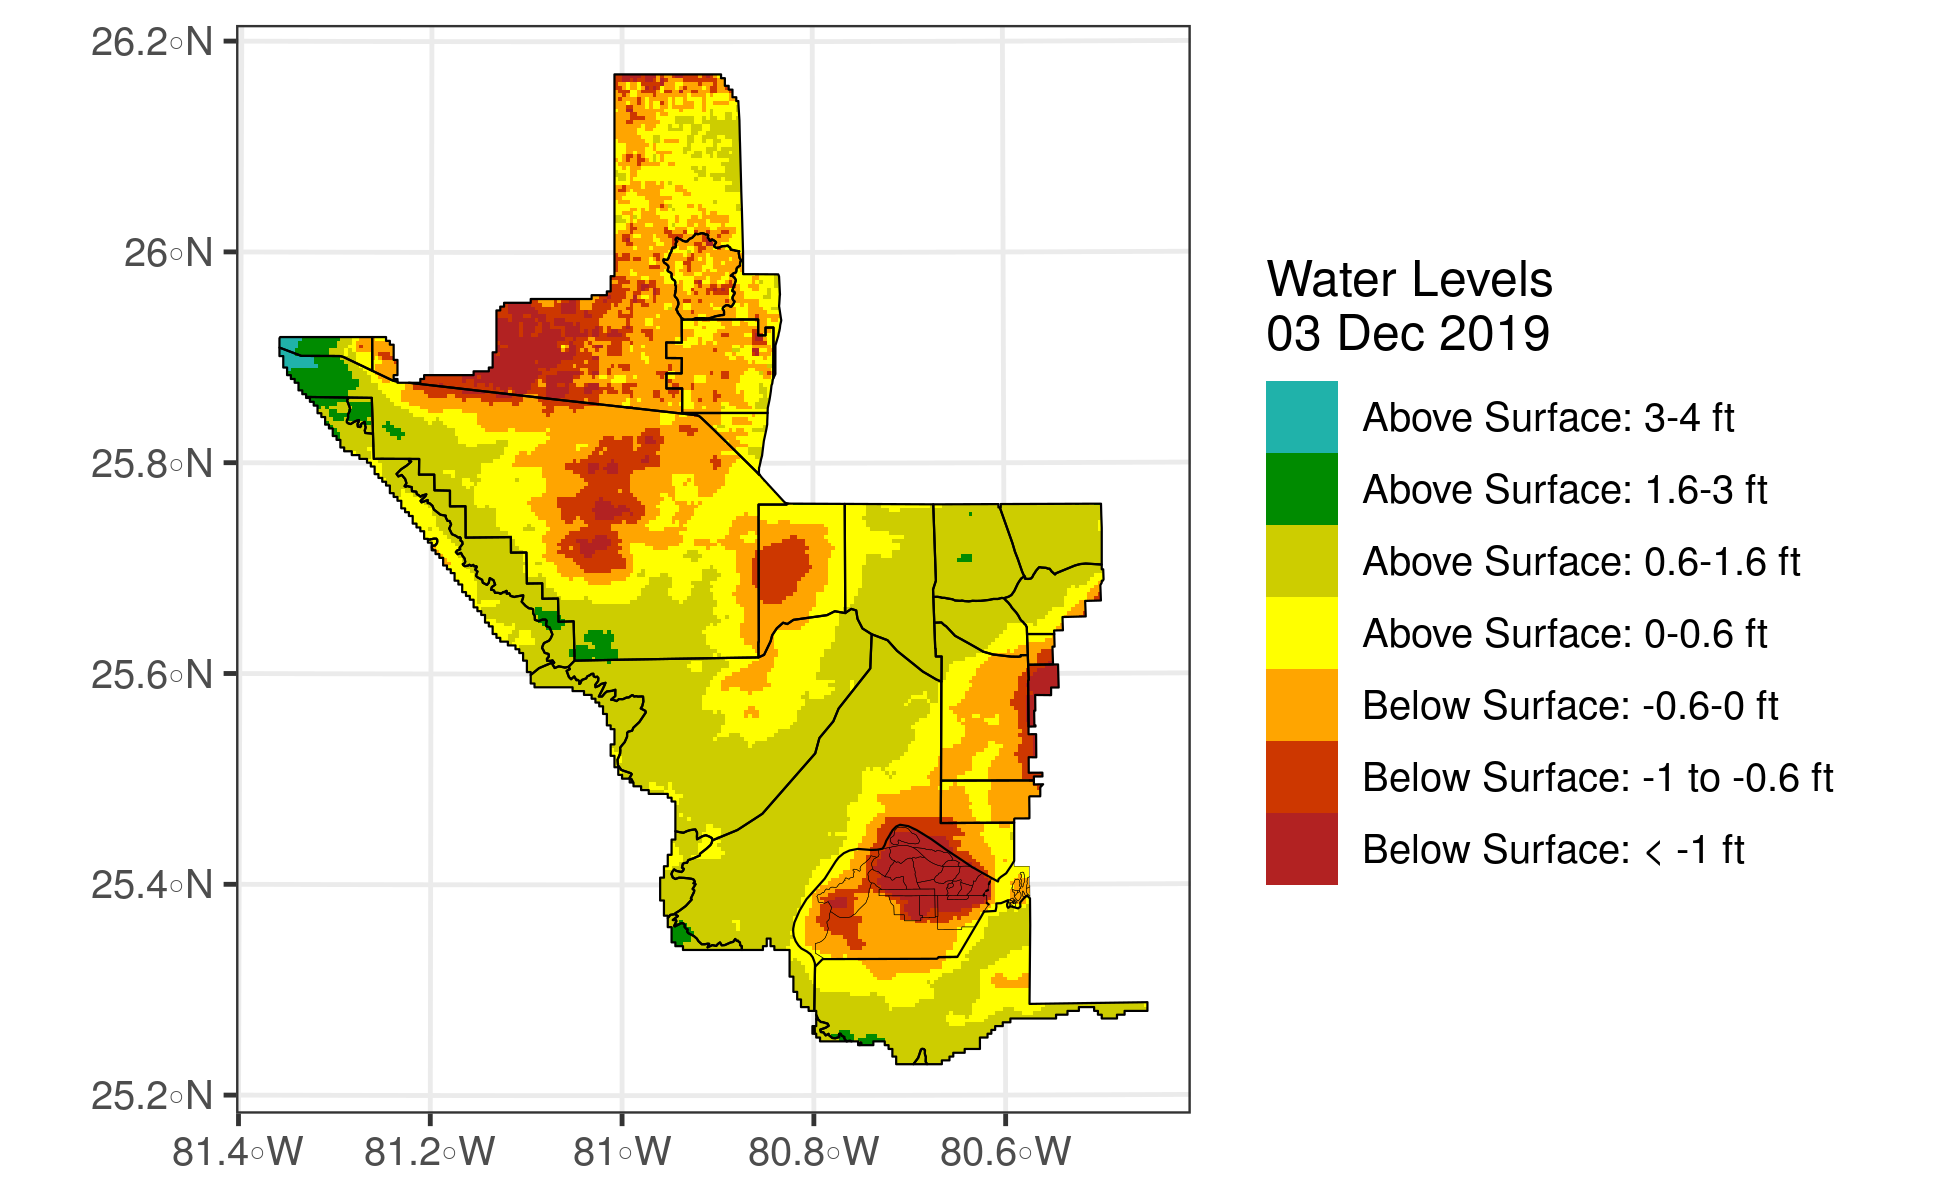 26.2°N
26°N
25.8°N
25.6°N
25.4°N
25.2°N
81.4°W 81.2°W 81°W 80.8°W 80.6°W
Water Levels
03 Dec 2019
Above Surface: 3-4 ft
Above Surface: 1.6-3 ft
Above Surface: 0.6-1.6 ft
Above Surface: 0-0.6 ft
Below Surface: -0.6-0 ft
Below Surface: -1 to -0.6 ft
Below Surface: < -1 ft